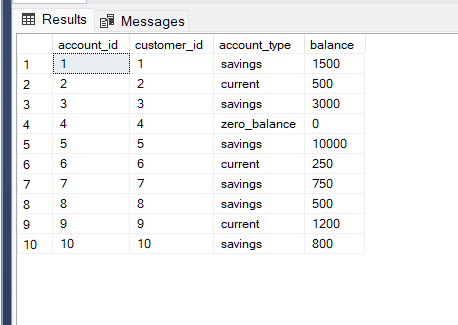 Results Messages
account_id customer_id account_type balance
1 1 1 savings 1500
2 2 2 current 500
3 3 3 savings 3000
4 4 4 zero_balance 0
5 5 5 savings 10000
6 6 6 current 250
7 7 7 savings 750
8 8 8 savings 500
9 9 9 current 1200
10 10 10 savings 800